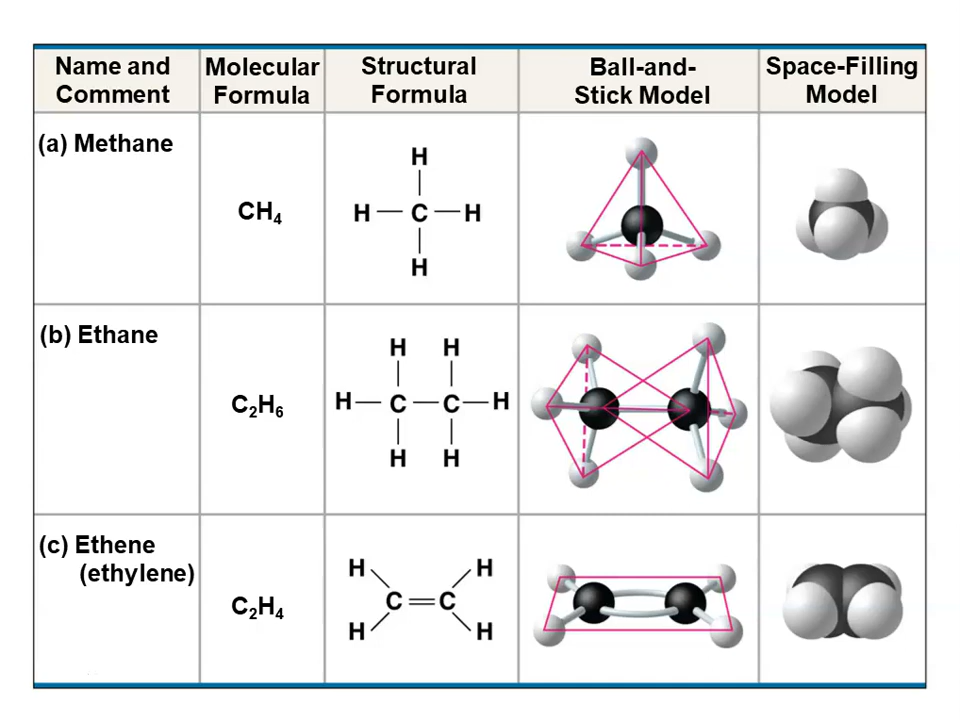 Name and Comment
Molecular Formula
Structural Formula
Ball-and-Stick Model
Space-Filling Model
(a) Methane
CH₄
H
H — C — H
H
(b) Ethane
C₂H₆
H H
H — C — C — H
H H
(c) Ethene
(ethylene)
C₂H₄
H H
C = C
H H